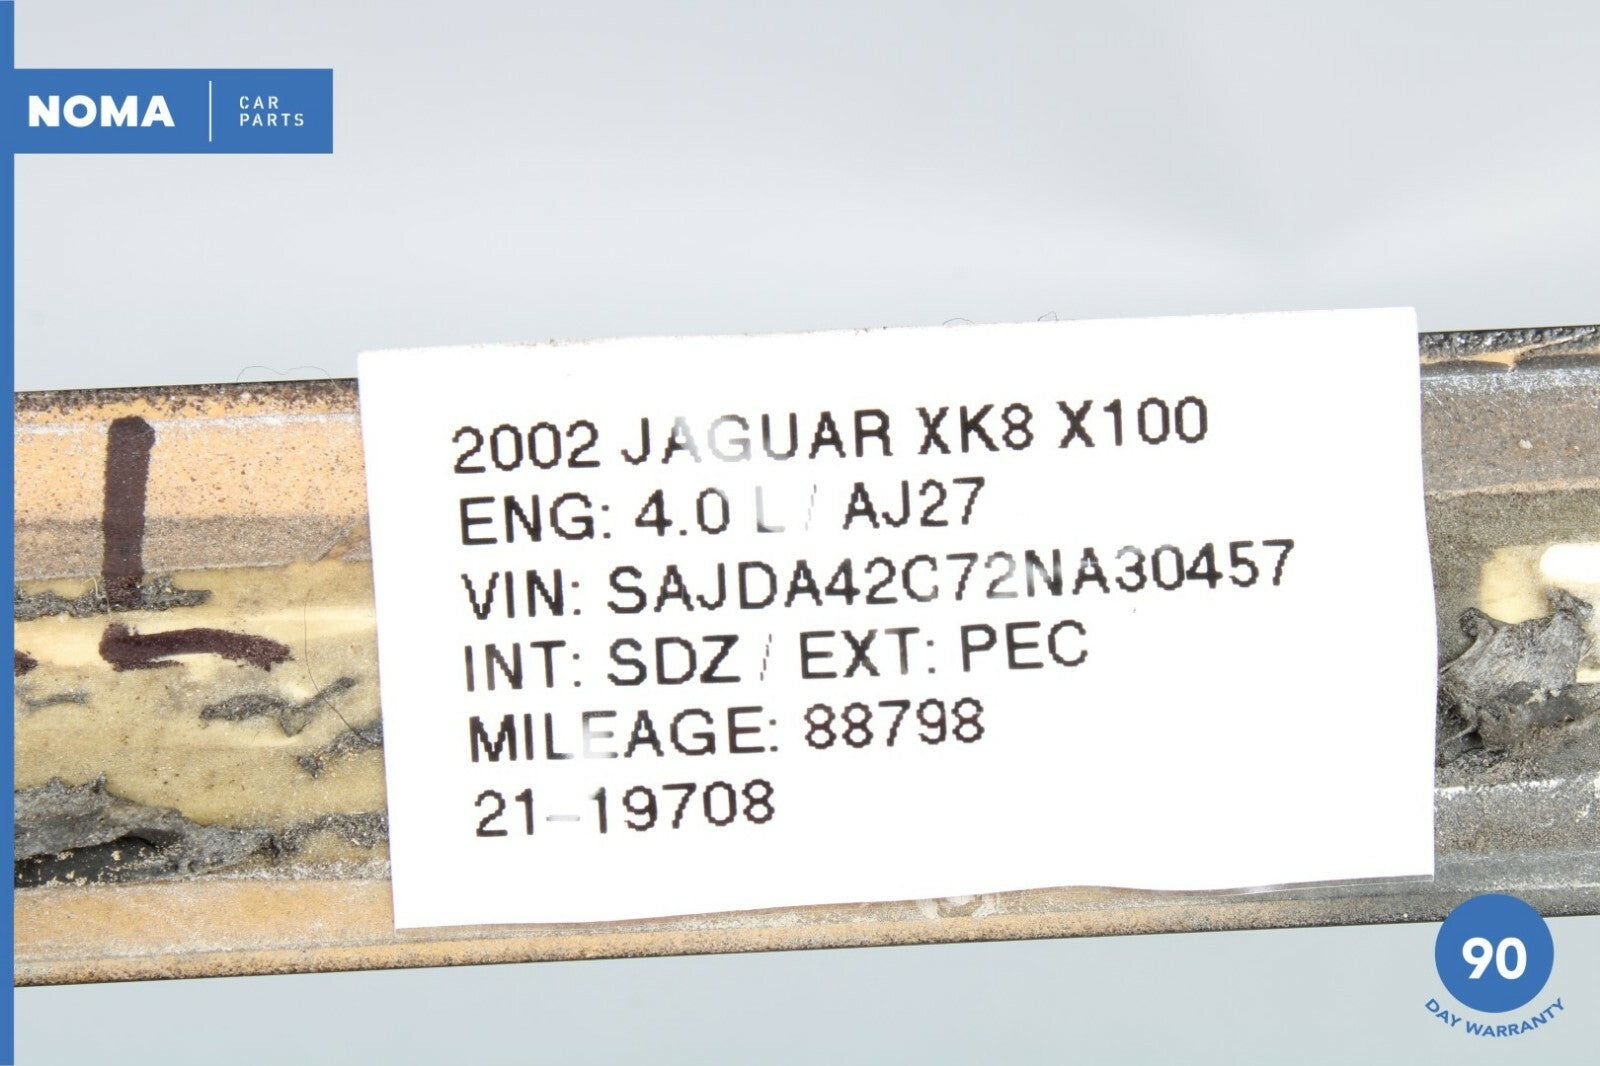 NOMA
CAR
PARTS
2002 JAGUAR XK8 X100
ENG: 4.0 L / AJ27
VIN: SAJDA42C72NA30457
INT: SDZ / EXT: PEC
MILEAGE: 88798
21-19708
L
90
DAY WARRANTY